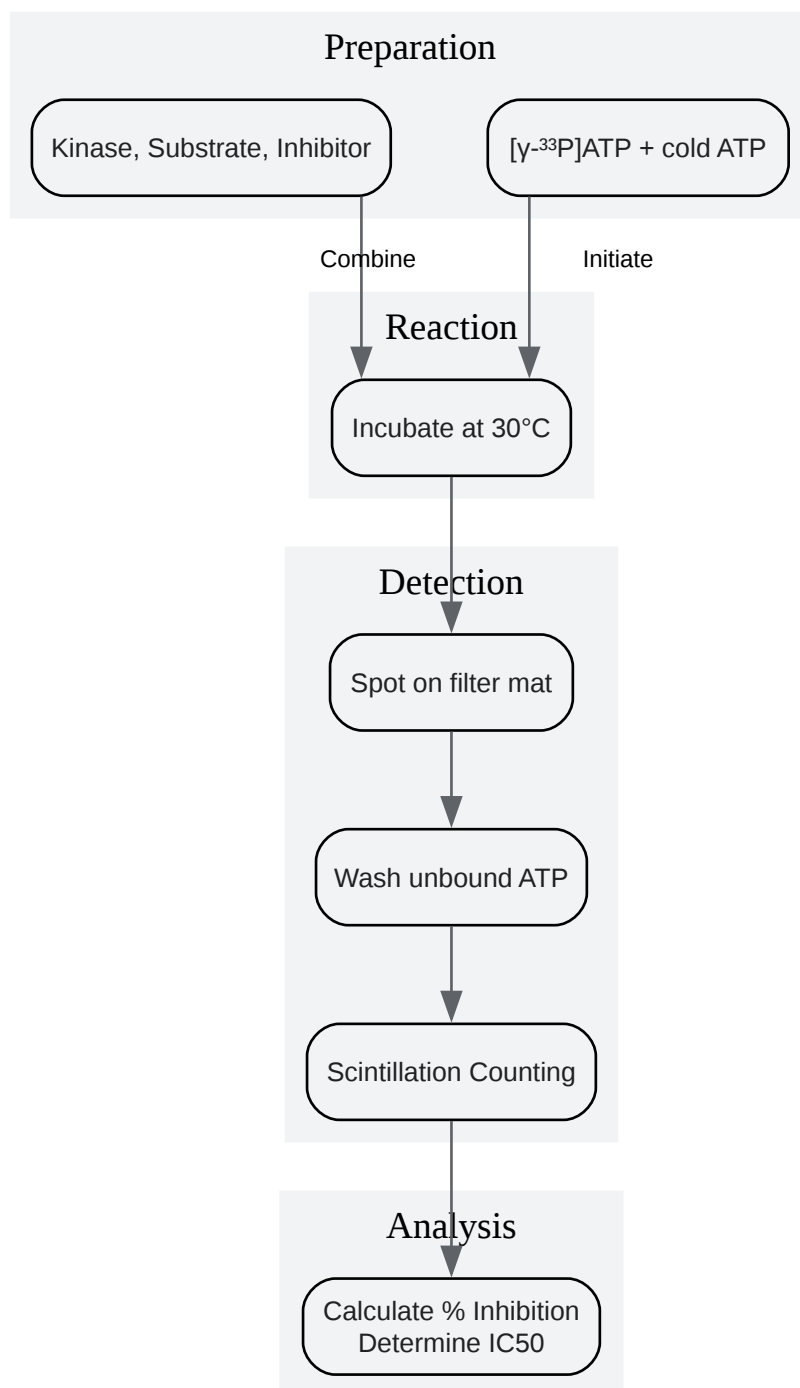 Preparation
Kinase, Substrate, Inhibitor
[γ-³³P]ATP + cold ATP
Combine
Initiate
Reaction
Incubate at 30°C
Detection
Spot on filter mat
Wash unbound ATP
Scintillation Counting
Analysis
Calculate % Inhibition
Determine IC50